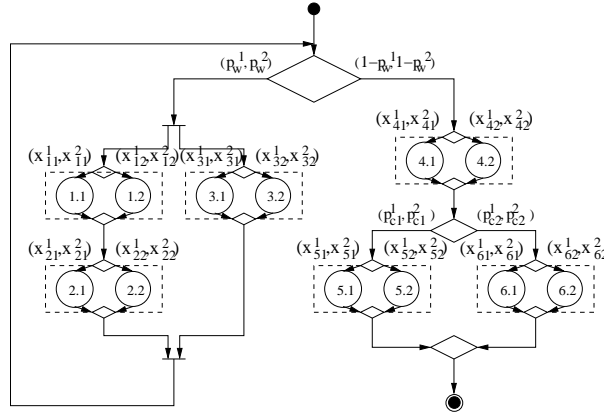 (p_w^1, p_w^2)
(1−p_w^1, 1−p_w^2)
(x_11^1, x_11^2)
(x_12^1, x_12^2)
(x_31^1, x_31^2)
(x_32^1, x_32^2)
(x_41^1, x_41^2)
(x_42^1, x_42^2)
1.1
1.2
3.1
3.2
4.1
4.2
(p_c1^1, p_c1^2)
(p_c2^1, p_c2^2)
(x_21^1, x_21^2)
(x_22^1, x_22^2)
(x_51^1, x_51^2)
(x_52^1, x_52^2)
(x_61^1, x_61^2)
(x_62^1, x_62^2)
2.1
2.2
5.1
5.2
6.1
6.2